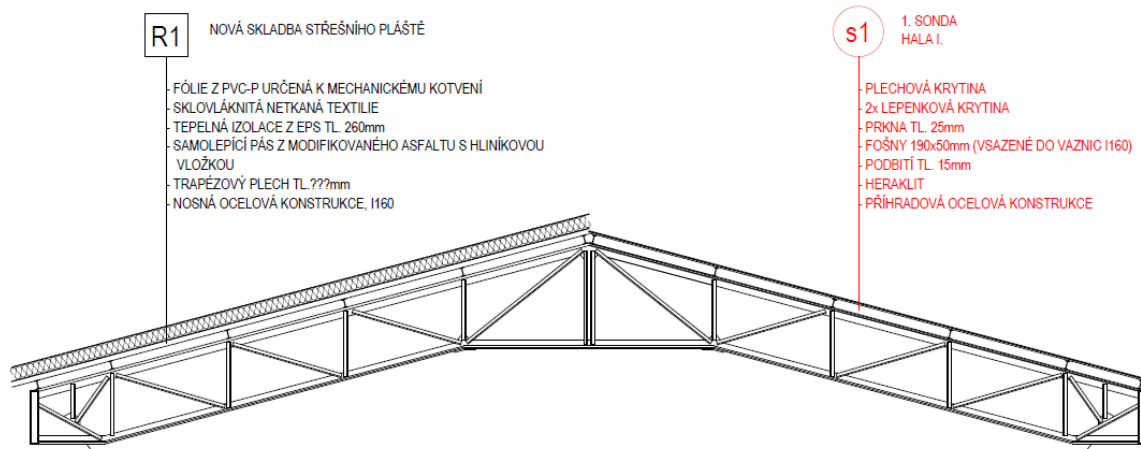 R1
NOVÁ SKLADBA STŘEŠNÍHO PLÁŠTĚ
FÓLIE Z PVC-P URČENÁ K MECHANICKÉMU KOTVENÍ
SKLOVLÁKNITÁ NETKANÁ TEXTILIE
TEPELNÁ IZOLACE Z EPS TL. 260mm
SAMOLEPÍCÍ PÁS Z MODIFIKOVANÉHO ASFALTU S HLINÍKOVOU
VLOŽKOU
TRAPÉZOVÝ PLECH TL.???mm
NOSNÁ OCELOVÁ KONSTRUKCE, I160
s1
1. SONDA
HALA I.
PLECHOVÁ KRYTINA
2x LEPENKOVÁ KRYTINA
PRKNA TL. 25mm
FOŠNY 190x50mm (VSAZENÉ DO VAZNIC I160)
PODBITÍ TL. 15mm
HERAKLIT
PŘÍHRADOVÁ OCELOVÁ KONSTRUKCE